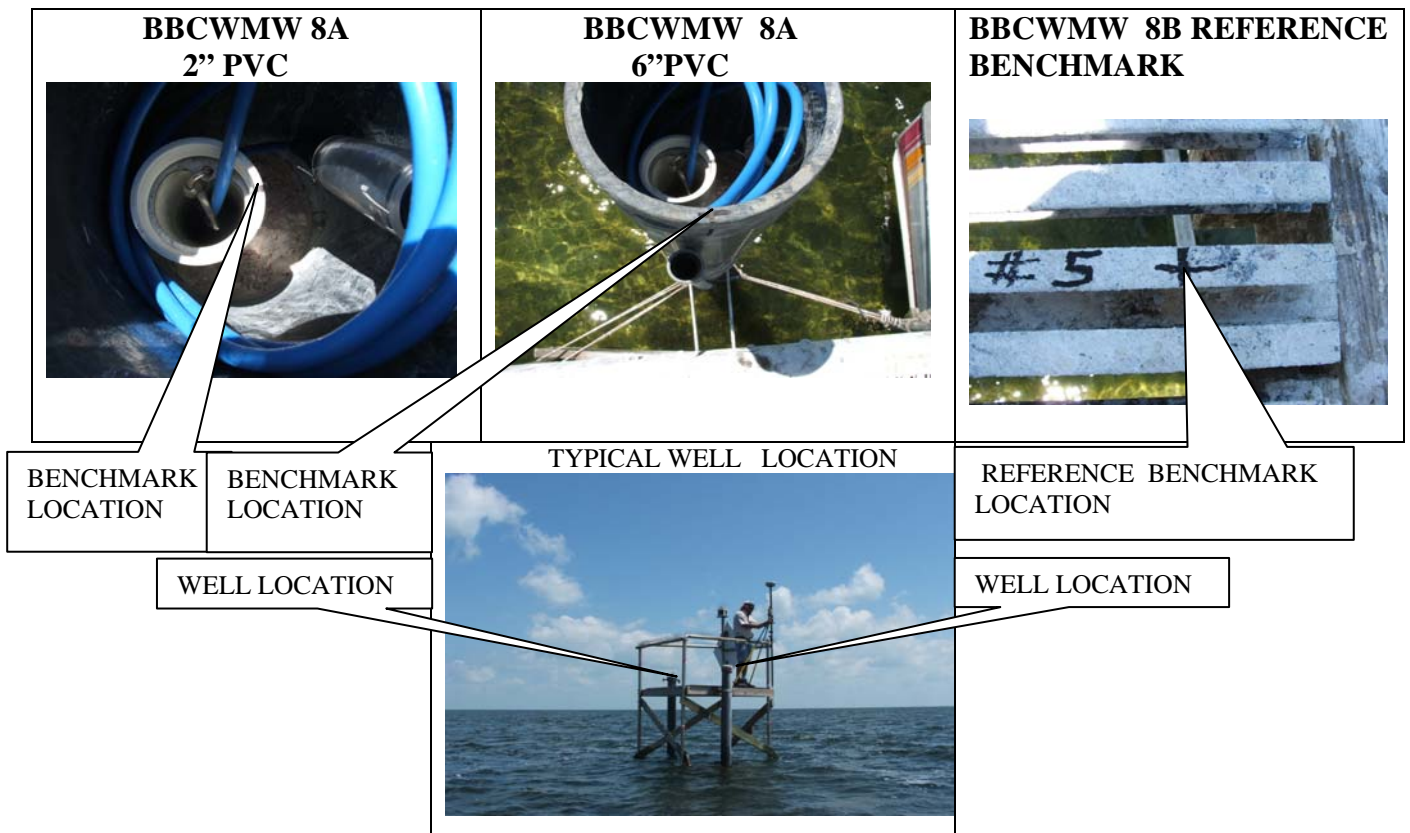 BBCWMW 8A
2” PVC
BBCWMW 8A
6”PVC
BBCWMW 8B REFERENCE
BENCHMARK
#5 +
BENCHMARK
LOCATION
BENCHMARK
LOCATION
TYPICAL WELL LOCATION
REFERENCE BENCHMARK
LOCATION
WELL LOCATION
WELL LOCATION